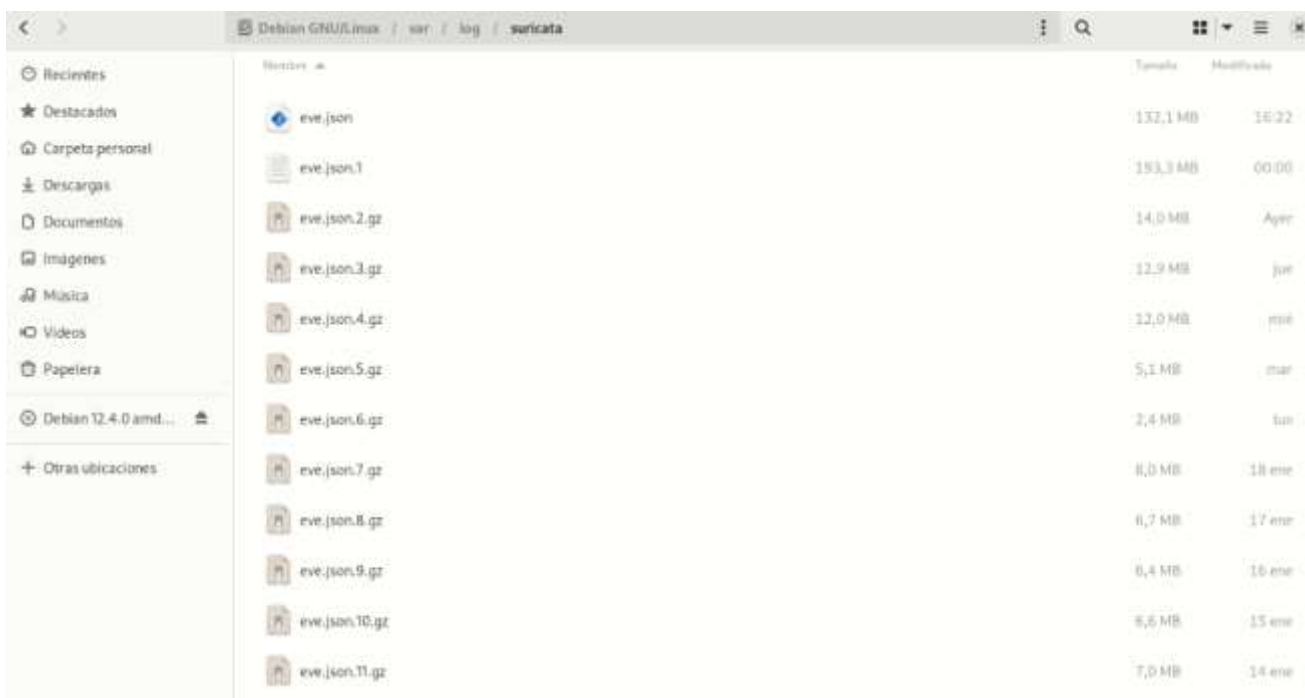 Debian GNU/Linux / var / log / suricata
Nombre Tamaño Modificado
Recientes
Destacados
Carpeta personal
Descargas
Documentos
Imágenes
Música
Vídeos
Papelera
Debian 12.4.0 amd...
+ Otras ubicaciones
eve.json 132,1 MB 16:22
eve.json.1 193,3 MB 00:00
eve.json.2.gz 14,0 MB Ayer
eve.json.3.gz 12,9 MB jue
eve.json.4.gz 12,0 MB mié
eve.json.5.gz 5,1 MB mar
eve.json.6.gz 2,4 MB lun
eve.json.7.gz 8,0 MB 18 ene
eve.json.8.gz 6,7 MB 17 ene
eve.json.9.gz 6,4 MB 16 ene
eve.json.10.gz 6,6 MB 15 ene
eve.json.11.gz 7,0 MB 14 ene